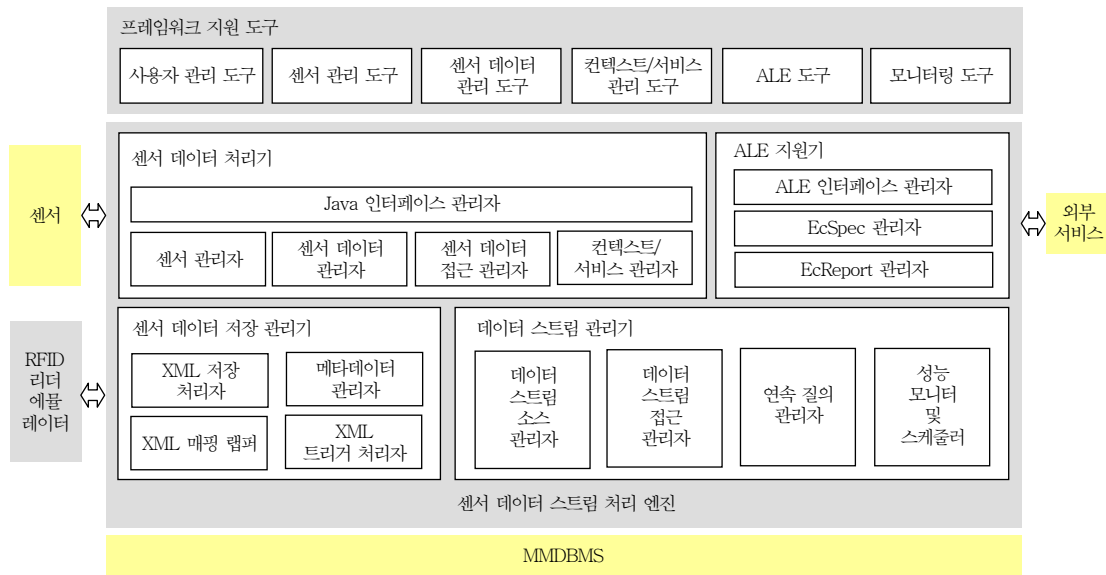 프레임워크 지원 도구
사용자 관리 도구
센서 관리 도구
센서 데이터
관리 도구
컨텍스트/서비스
관리 도구
ALE 도구
모니터링 도구
센서
센서 데이터 처리기
Java 인터페이스 관리자
센서 관리자
센서 데이터
관리자
센서 데이터
접근 관리자
컨텍스트/
서비스 관리자
ALE 지원기
ALE 인터페이스 관리자
EcSpec 관리자
EcReport 관리자
외부
서비스
RFID
리더
에뮬
레이터
센서 데이터 저장 관리기
XML 저장
처리자
메타데이터
관리자
XML 매핑 랩퍼
XML
트리거 처리자
데이터 스트림 관리기
데이터
스트림
소스
관리자
데이터
스트림
접근
관리자
연속 질의
관리자
성능
모니터
및
스케줄러
센서 데이터 스트림 처리 엔진
MMDBMS